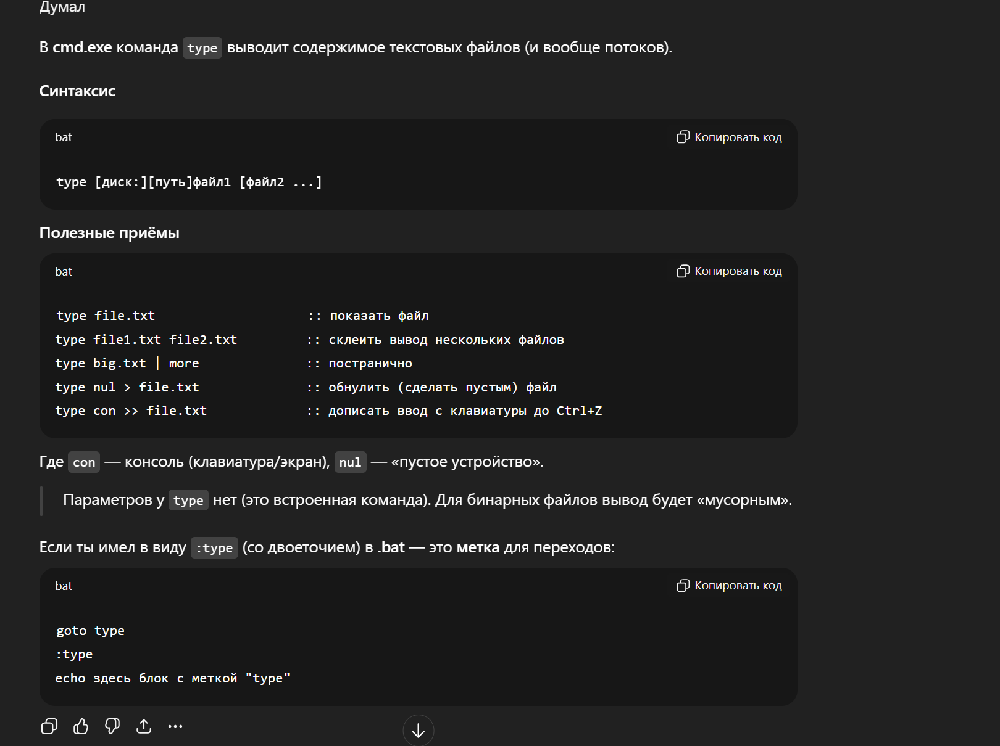 Думал
В cmd.exe команда type выводит содержимое текстовых файлов (и вообще потоков).
Синтаксис
bat
Копировать код
type [диск:][путь]файл1 [файл2 ...]
Полезные приёмы
bat
Копировать код
type file.txt                    :: показать файл
type file1.txt file2.txt         :: склеить вывод нескольких файлов
type big.txt | more              :: постранично
type nul > file.txt              :: обнулить (сделать пустым) файл
type con >> file.txt             :: дописать ввод с клавиатуры до Ctrl+Z
Где con — консоль (клавиатура/экран), nul — «пустое устройство».
Параметров у type нет (это встроенная команда). Для бинарных файлов вывод будет «мусорным».
Если ты имел в виду :type (со двоеточием) в .bat — это метка для переходов:
bat
Копировать код
goto type
:type
echo здесь блок с меткой "type"